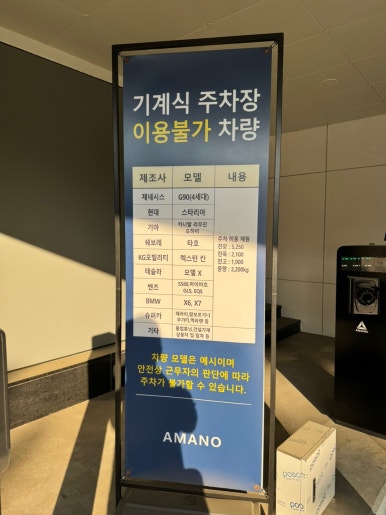 기계식 주차장
이용불가 차량
제조사 모델 내용
제네시스 G90(4세대)
현대 스타리아
기아 카니발 리무진
쉐보레 타호
KG모빌리티 렉스턴 칸
테슬라 모델 X
벤츠 S580,마이바흐
GLS, EQS
BMW X6, X7
슈퍼카
기타
주차 허용 제원
전장 : 5,250
전폭 : 2,100
전고 : 1,900
중량 : 2,200kg
차량 모델은 예시이며
안전상 근무자의 판단에 따라
주차가 불가할 수 있습니다.
AMANO